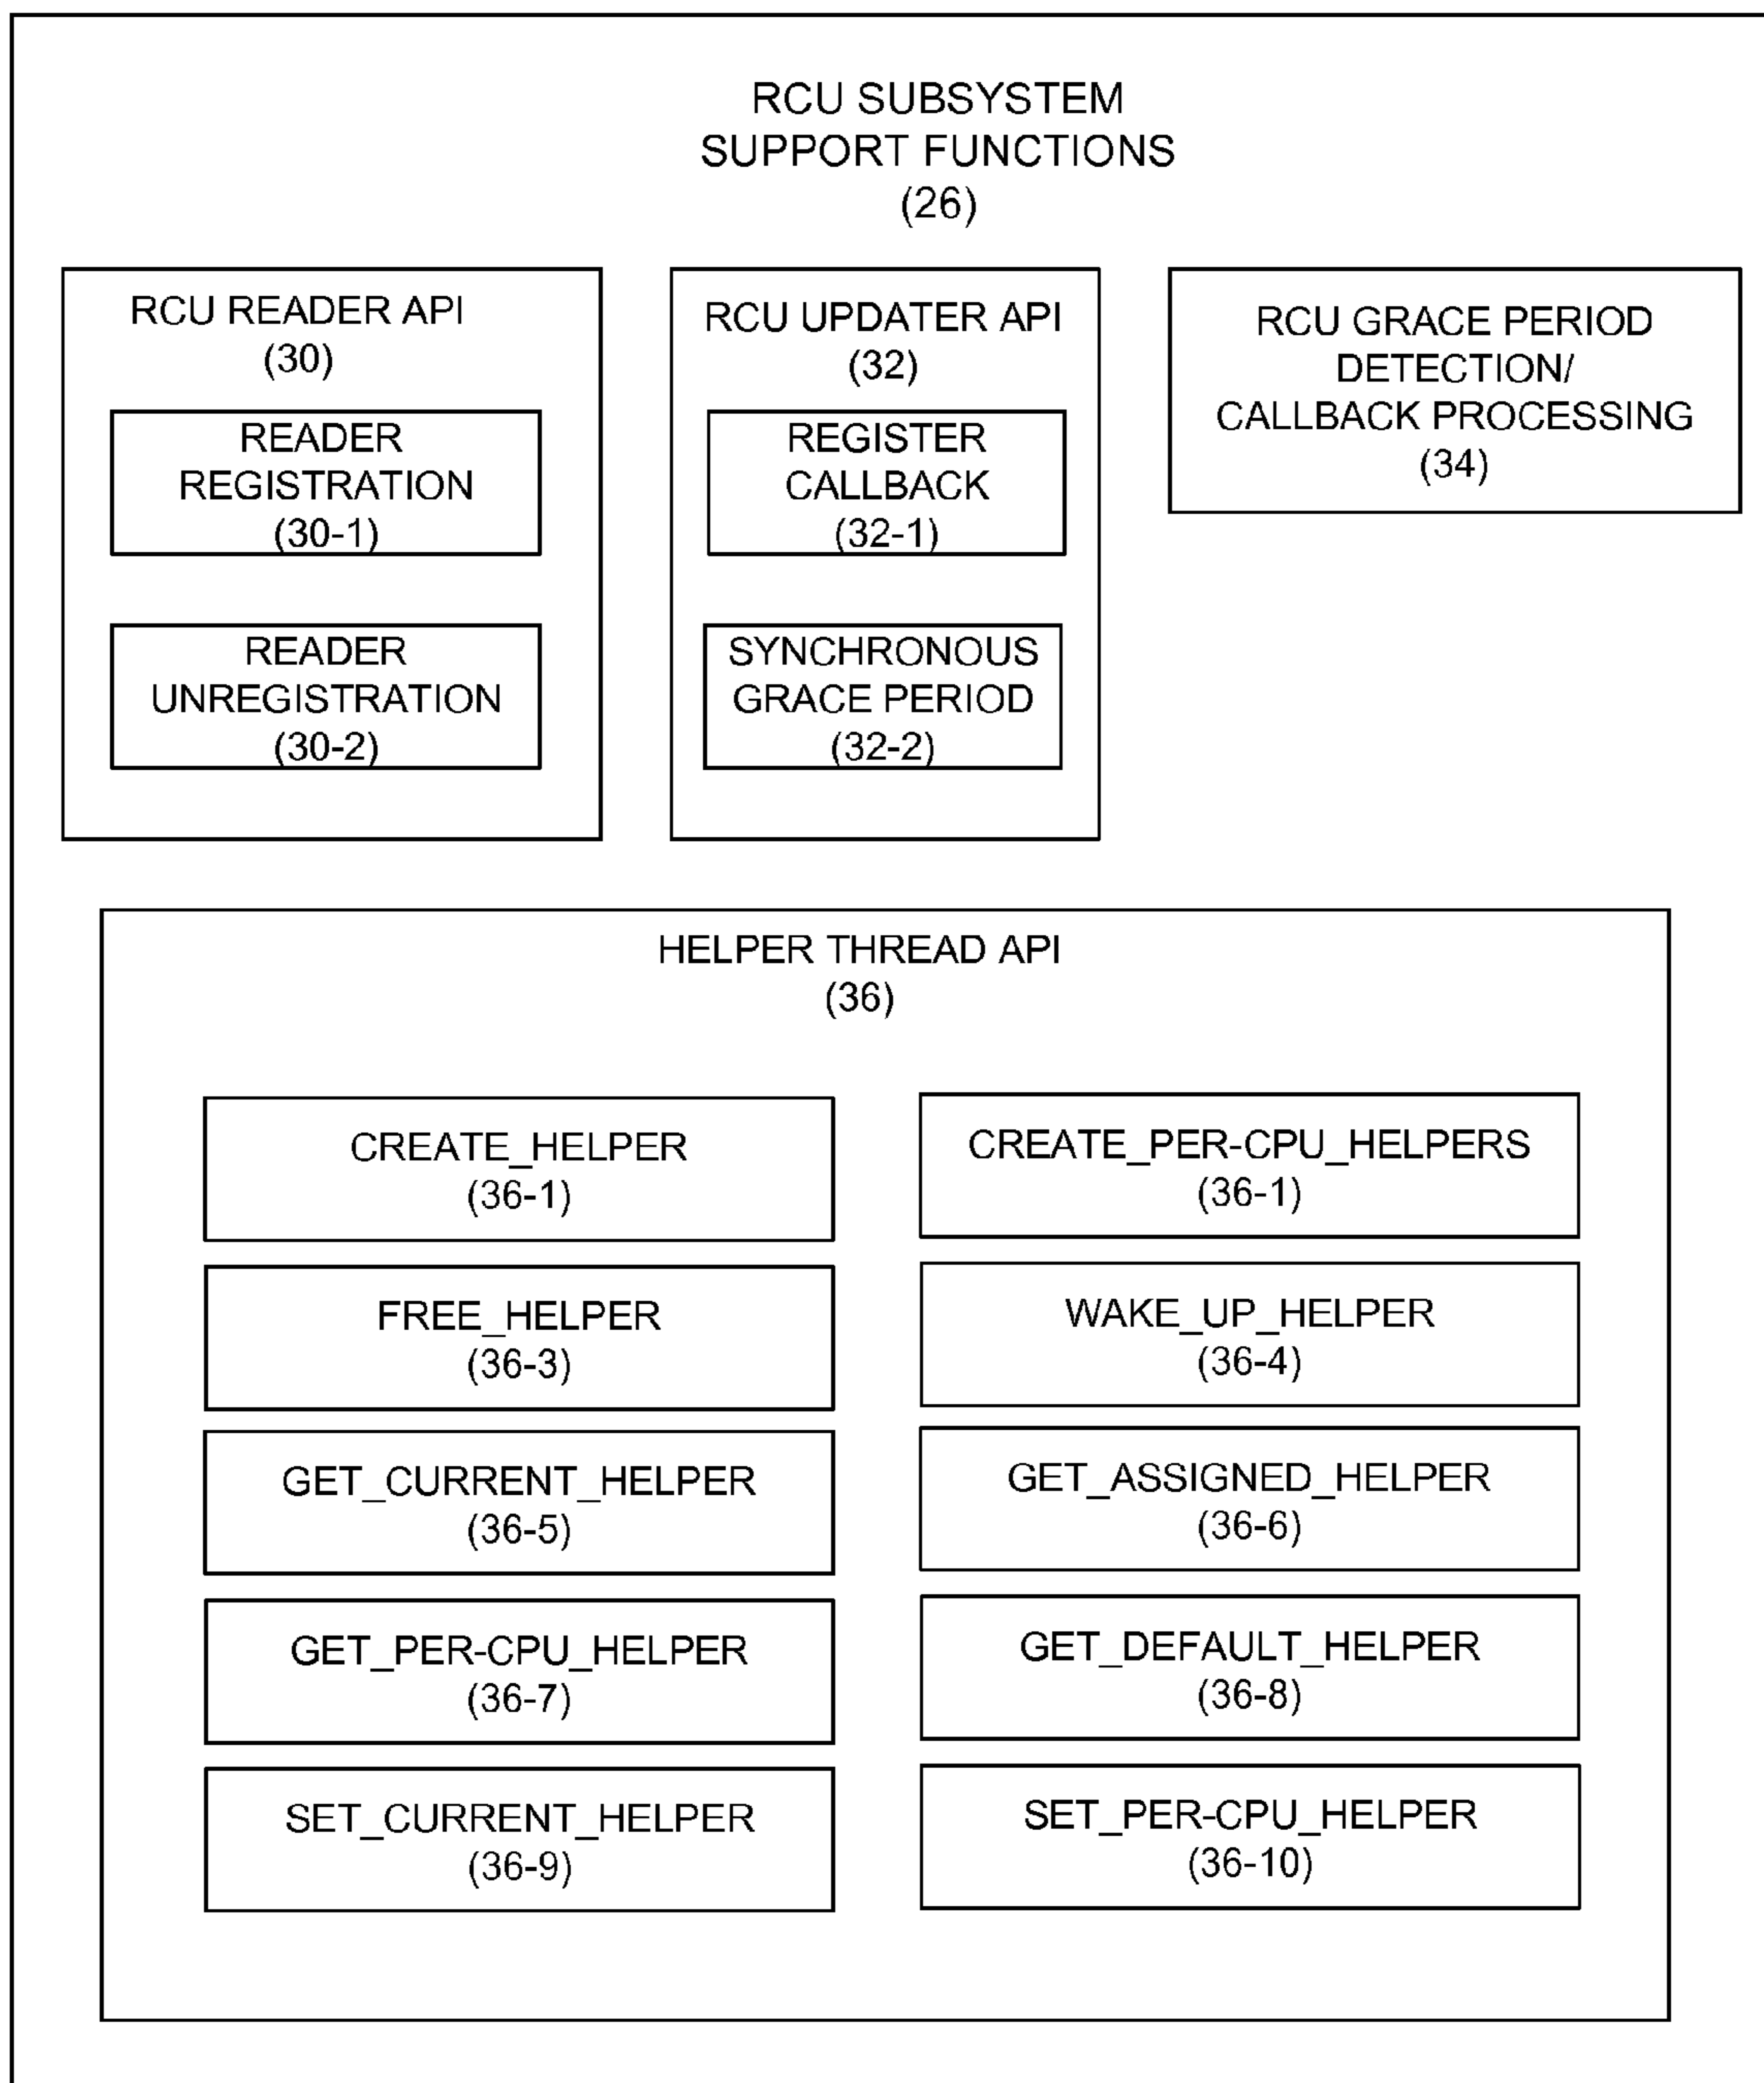 RCU SUBSYSTEM
SUPPORT FUNCTIONS
(26)
RCU READER API
(30)
READER
REGISTRATION
(30-1)
READER
UNREGISTRATION
(30-2)
RCU UPDATER API
(32)
REGISTER
CALLBACK
(32-1)
SYNCHRONOUS
GRACE PERIOD
(32-2)
RCU GRACE PERIOD
DETECTION/
CALLBACK PROCESSING
(34)
HELPER THREAD API
(36)
CREATE_HELPER
(36-1)
CREATE_PER-CPU_HELPERS
(36-1)
FREE_HELPER
(36-3)
WAKE_UP_HELPER
(36-4)
GET_CURRENT_HELPER
(36-5)
GET_ASSIGNED_HELPER
(36-6)
GET_PER-CPU_HELPER
(36-7)
GET_DEFAULT_HELPER
(36-8)
SET_CURRENT_HELPER
(36-9)
SET_PER-CPU_HELPER
(36-10)